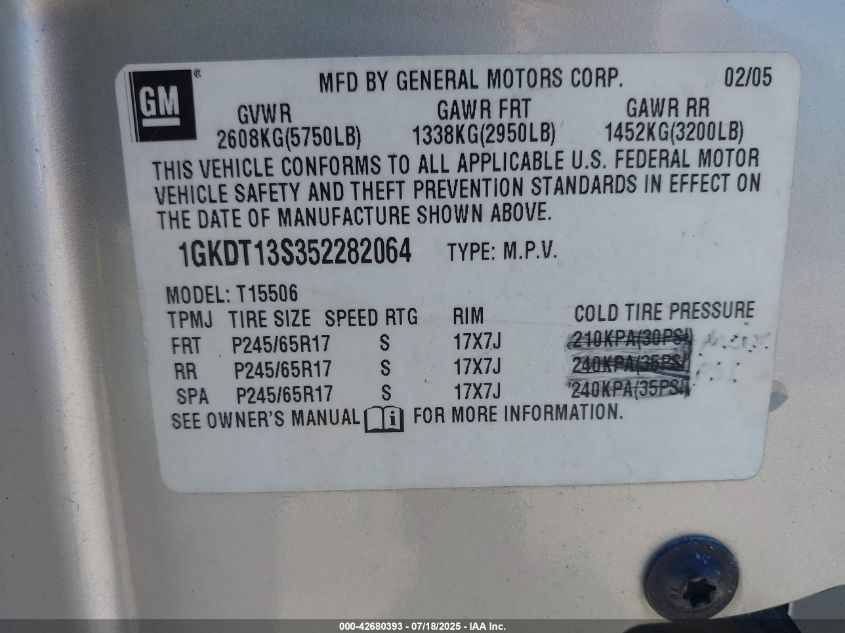 GM®
MFD BY GENERAL MOTORS CORP. 02/05
GVWR GAWR FRT GAWR RR
2608KG(5750LB) 1338KG(2950LB) 1452KG(3200LB)
THIS VEHICLE CONFORMS TO ALL APPLICABLE U.S. FEDERAL MOTOR
VEHICLE SAFETY AND THEFT PREVENTION STANDARDS IN EFFECT ON
THE DATE OF MANUFACTURE SHOWN ABOVE.
1GKDT13S352282064 TYPE: M.P.V.
MODEL: T15506
TPMJ TIRE SIZE SPEED RTG RIM COLD TIRE PRESSURE
FRT P245/65R17 S 17X7J 210KPA(30PSI)
RR P245/65R17 S 17X7J 240KPA(35PSI)
SPA P245/65R17 S 17X7J 240KPA(35PSI)
SEE OWNER'S MANUAL i FOR MORE INFORMATION.
000-42680393 - 07/18/2025 - IAA Inc.